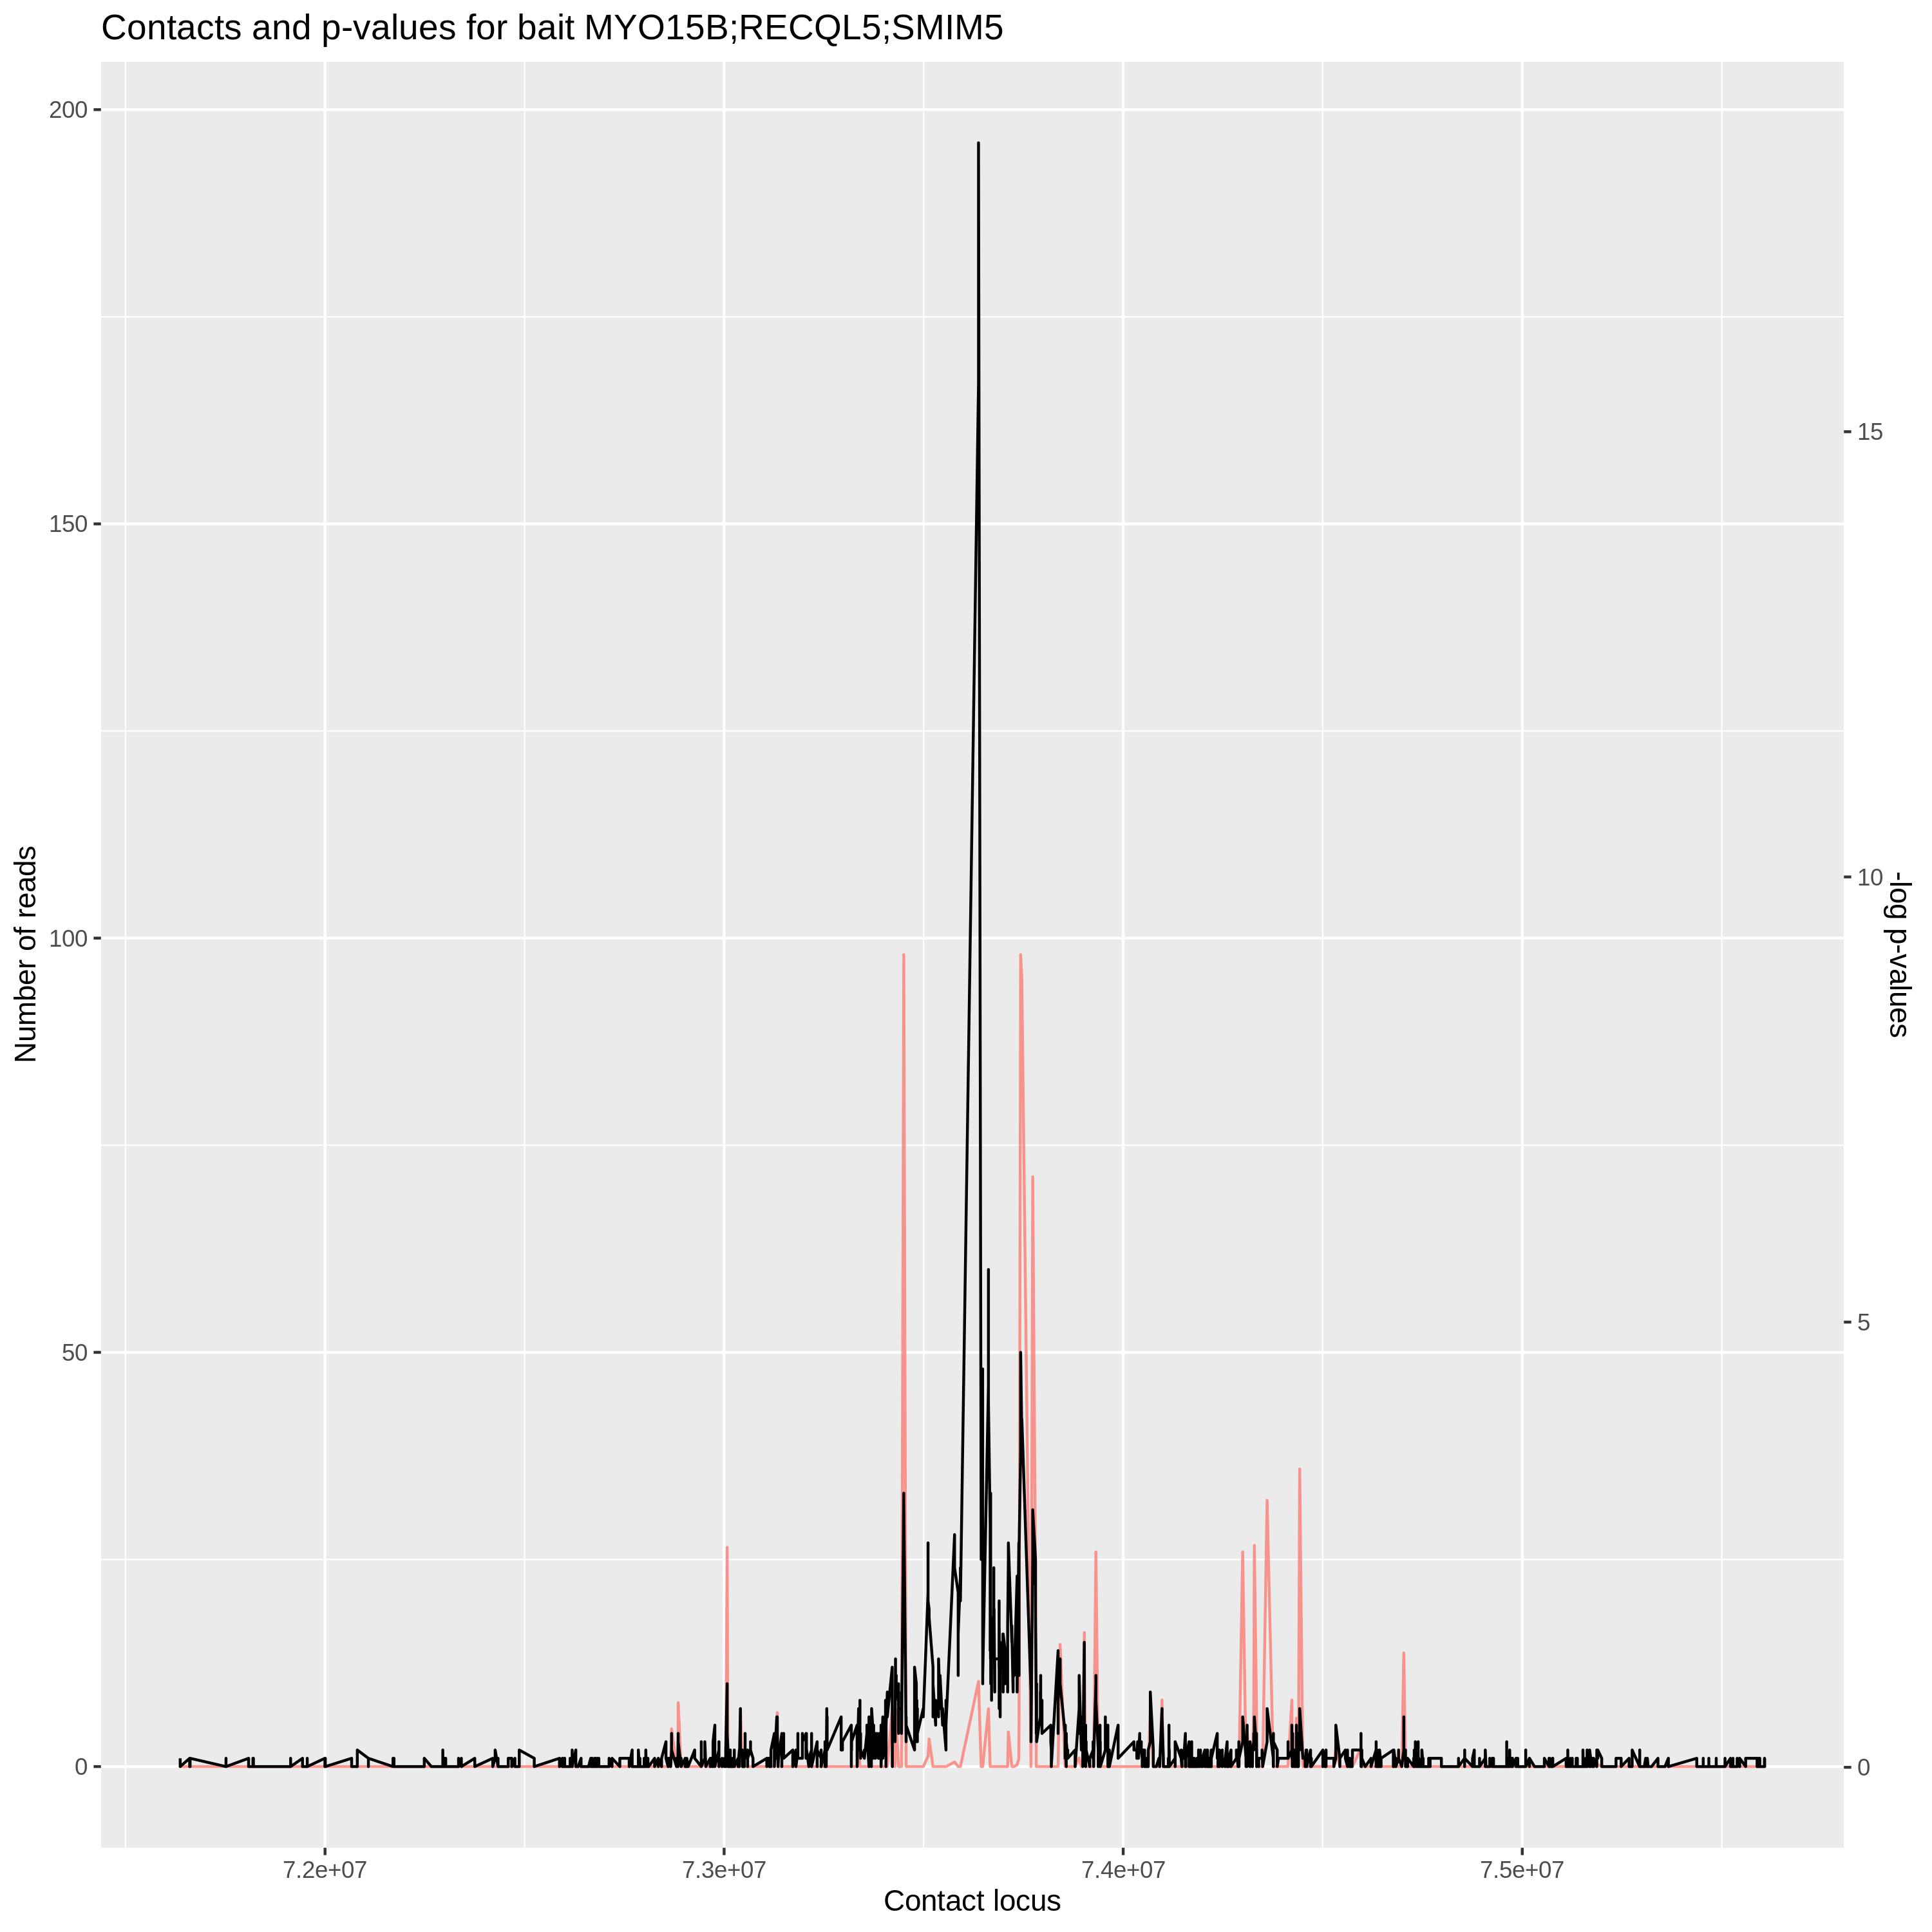 Contacts and p-values for bait MYO15B;RECQL5;SMIM5
200
150
100
50
0
Number of reads
15
10
5
0
-log p-values
7.2e+07
7.3e+07
7.4e+07
7.5e+07
Contact locus